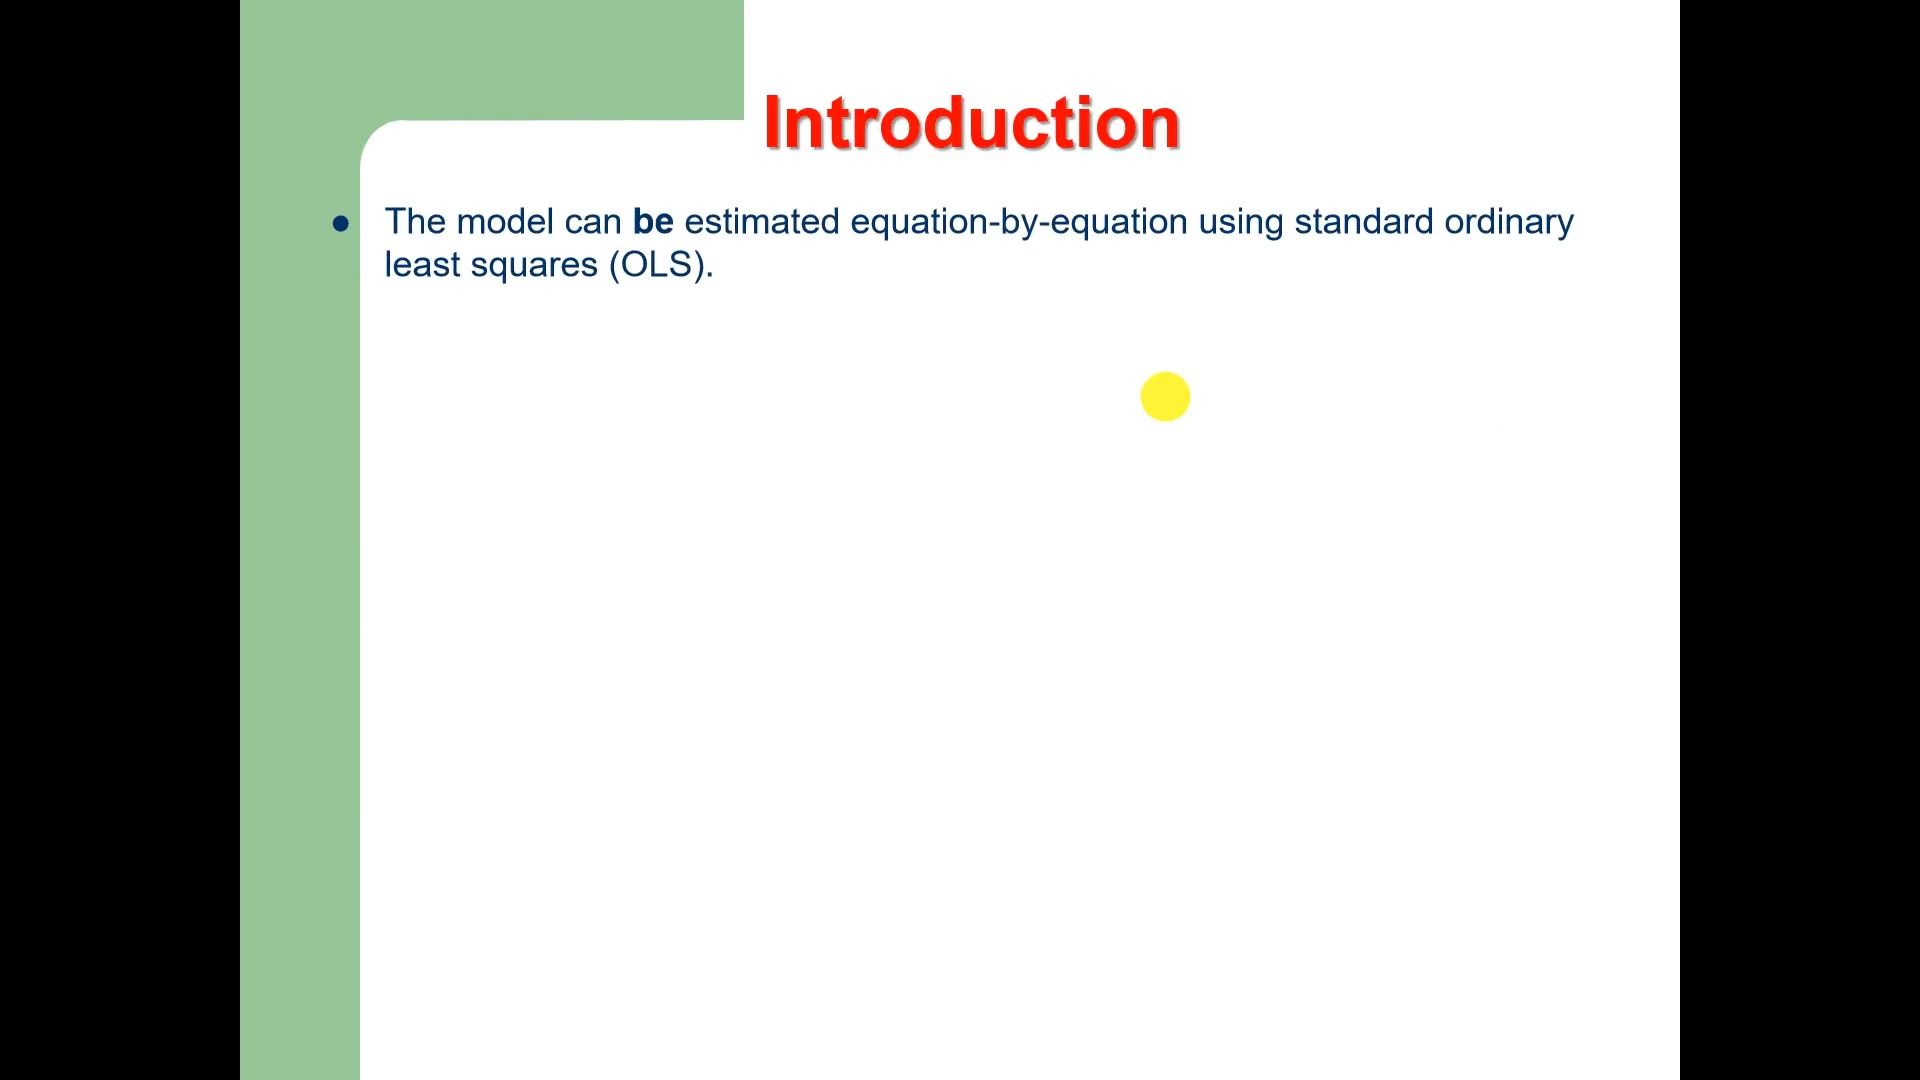 Introduction
● The model can be estimated equation-by-equation using standard ordinary
least squares (OLS).